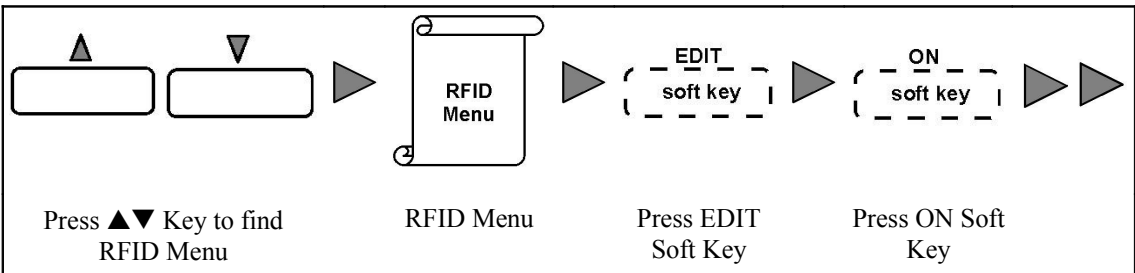 EDIT
ON
RFID
Menu
soft key
soft key
Press ▲▼ Key to find
RFID Menu
RFID Menu
Press EDIT
Soft Key
Press ON Soft
Key